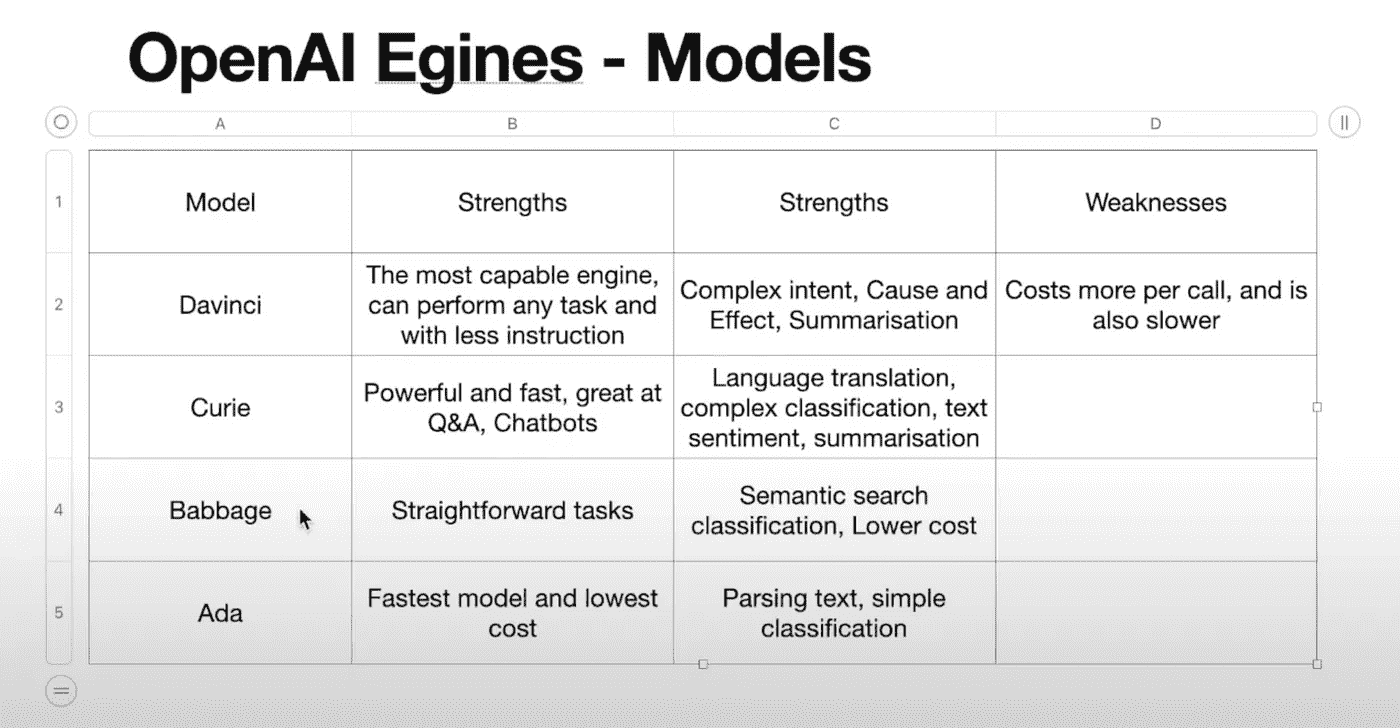 OpenAI Egines - Models
A B C D
1
Model Strengths Strengths Weaknesses
2
Davinci
The most capable engine,
can perform any task and
with less instruction
Complex intent, Cause and
Effect, Summarisation
Costs more per call, and is
also slower
3
Curie
Powerful and fast, great at
Q&A, Chatbots
Language translation,
complex classification, text
sentiment, summarisation
4
Babbage
Straightforward tasks
Semantic search
classification, Lower cost
5
Ada
Fastest model and lowest
cost
Parsing text, simple
classification